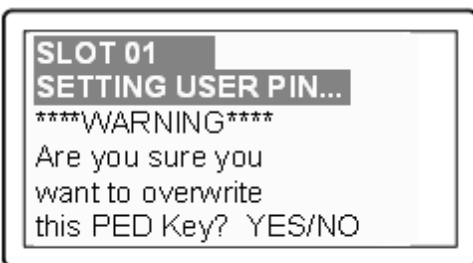 SLOT 01
SETTING USER PIN...
****WARNING****
Are you sure you
want to overwrite
this PED Key?  YES/NO